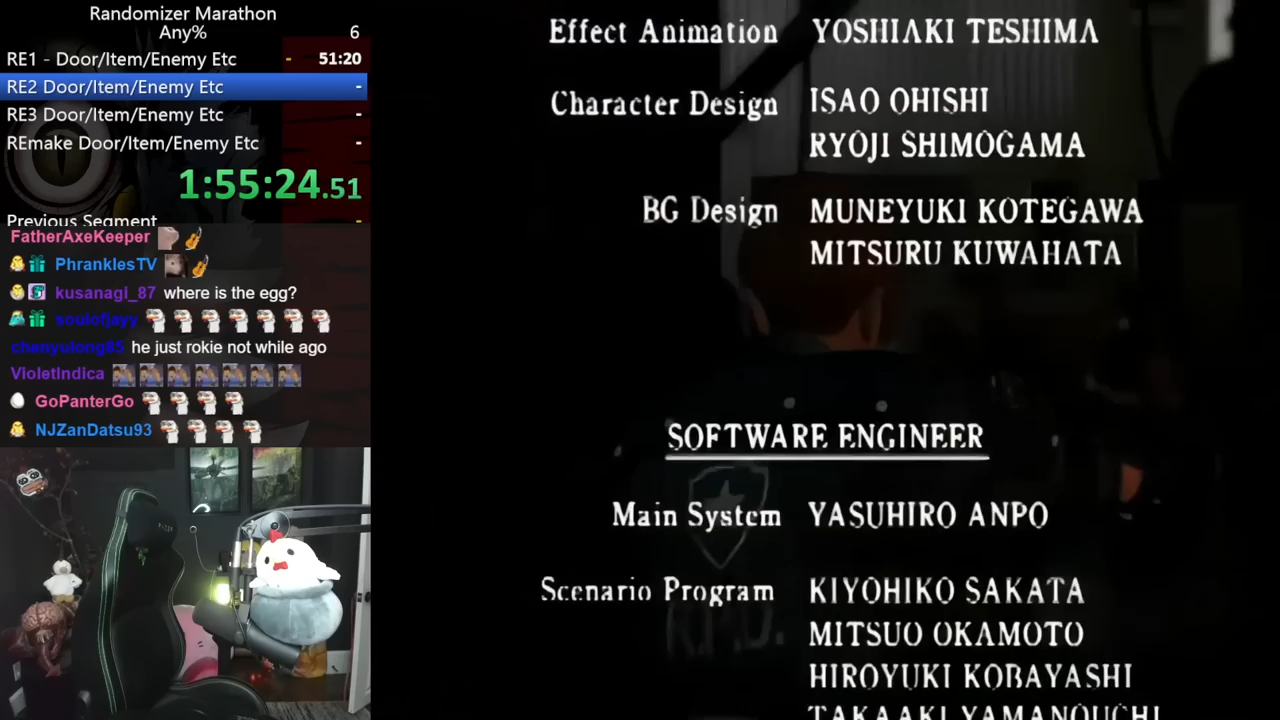 Randomizer Marathon
Any% 6
RE1 - Door/Item/Enemy Etc - 51:20
RE2 Door/Item/Enemy Etc -
RE3 Door/Item/Enemy Etc -
REmake Door/Item/Enemy Etc -
1:55:24.51
Previous Segment -
FatherAxeKeeper
PhranklesTV
kusanagI_87 where is the egg?
soulofjayy
chenyulong85 he just rokie not while ago
VioletIndica
GoPanterGo
NJZanDatsu93
Effect Animation YOSHIAKI TESHIMA
Character Design ISAO OHISHI
RYOJI SHIMOGAMA
BG Design MUNEYUKI KOTEGAWA
MITSURU KUWAHATA
SOFTWARE ENGINEER
Main System YASUHIRO ANPO
Scenario Program KIYOHIKO SAKATA
MITSUO OKAMOTO
HIROYUKI KOBAYASHI
TAKAAKI YAMANOUCHI
R.P.D.